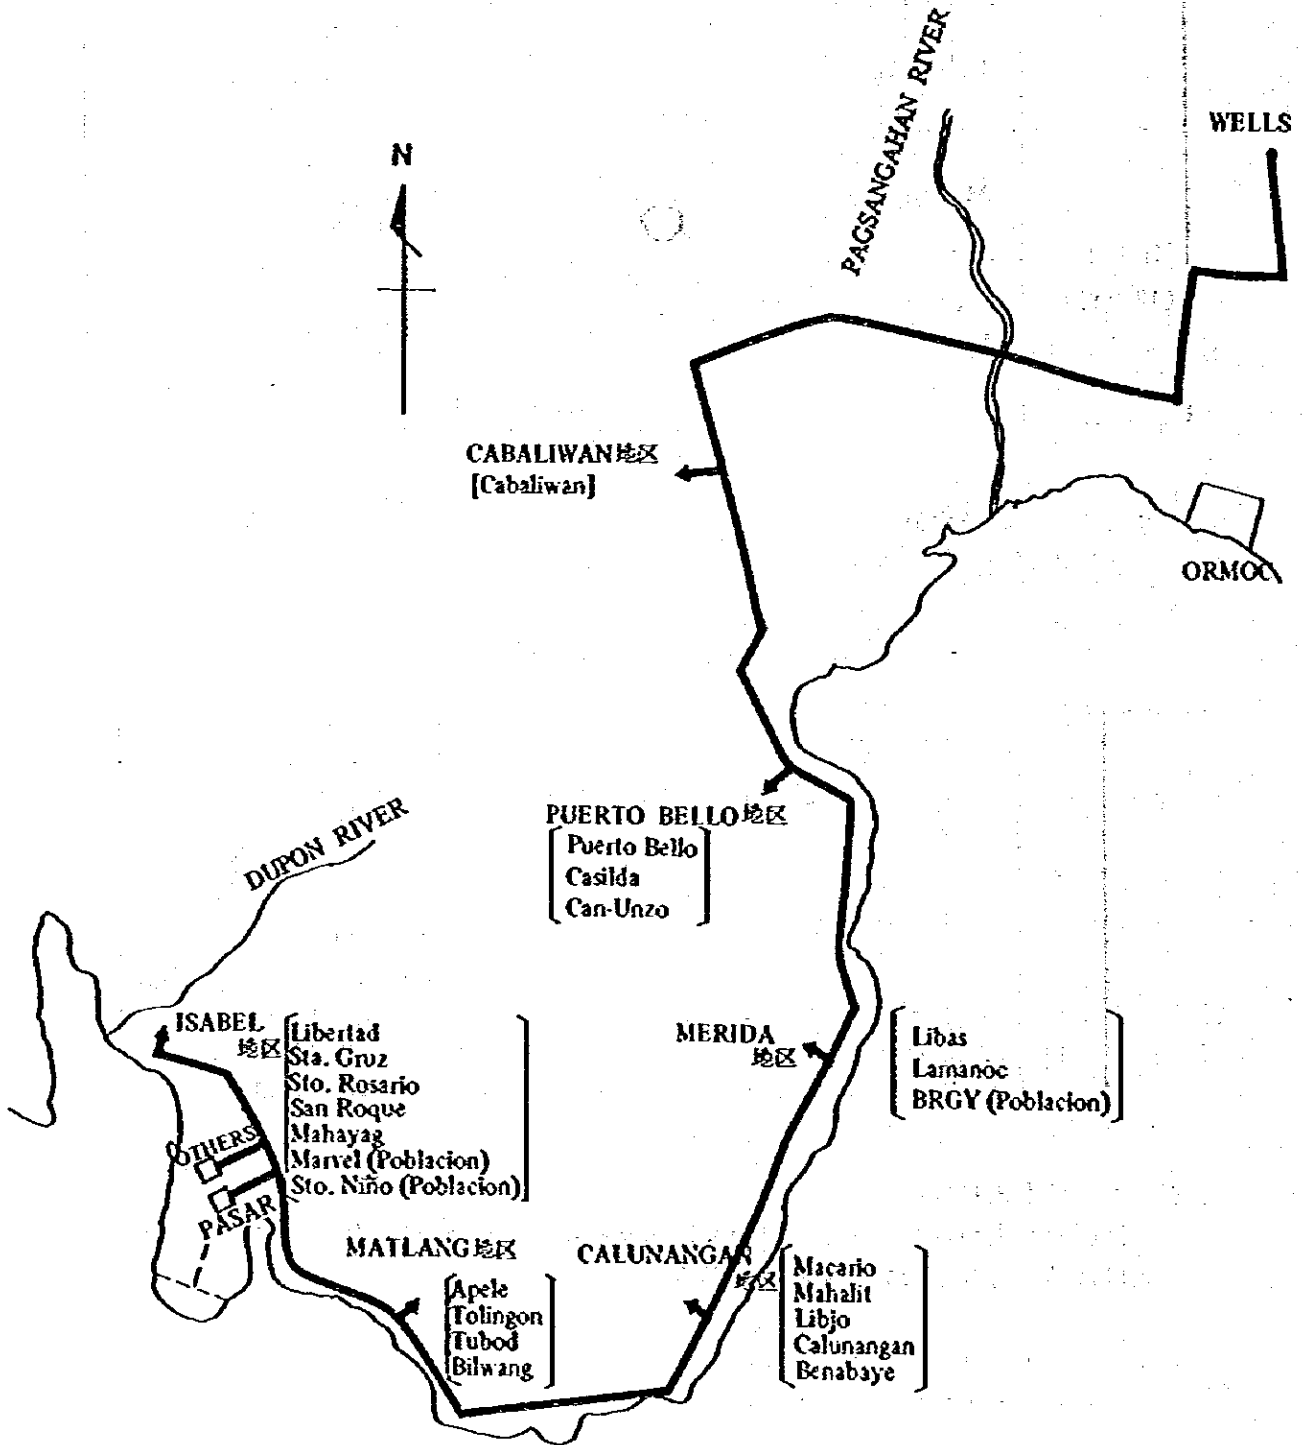 PAGSANGAHAN RIVER
WELLS
N
CABALIWAN地区
[Cabaliwan]
ORMOC
PUERTO BELLO地区
Puerto Bello
Casilda
Can-Unzo
DUPON RIVER
ISABEL
地区
Libertad
Sta. Gruz
Sto. Rosario
San Roque
Mahayag
Marvel (Poblacion)
Sto. Niño (Poblacion)
MERIDA
地区
Libas
Lamanoc
BRGY (Poblacion)
OTHERS
PASAR
MATLANG地区
Apele
Tolingon
Tubod
Bilwang
CALUNANGAN
地区
Macario
Mahalit
Libjo
Calunangan
Benabaye